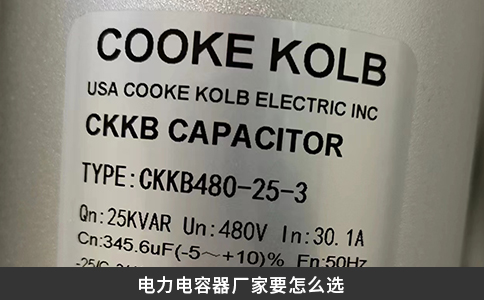 COOKE KOLB
USA COOKE KOLB ELECTRIC INC
CKKB CAPACITOR
TYPE:CKKB480-25-3
Qn:25KVAR Un:480V In:30.1A
Cn:345.6uF(-5~+10)% Fn:50Hz
电力电容器厂家要怎么选